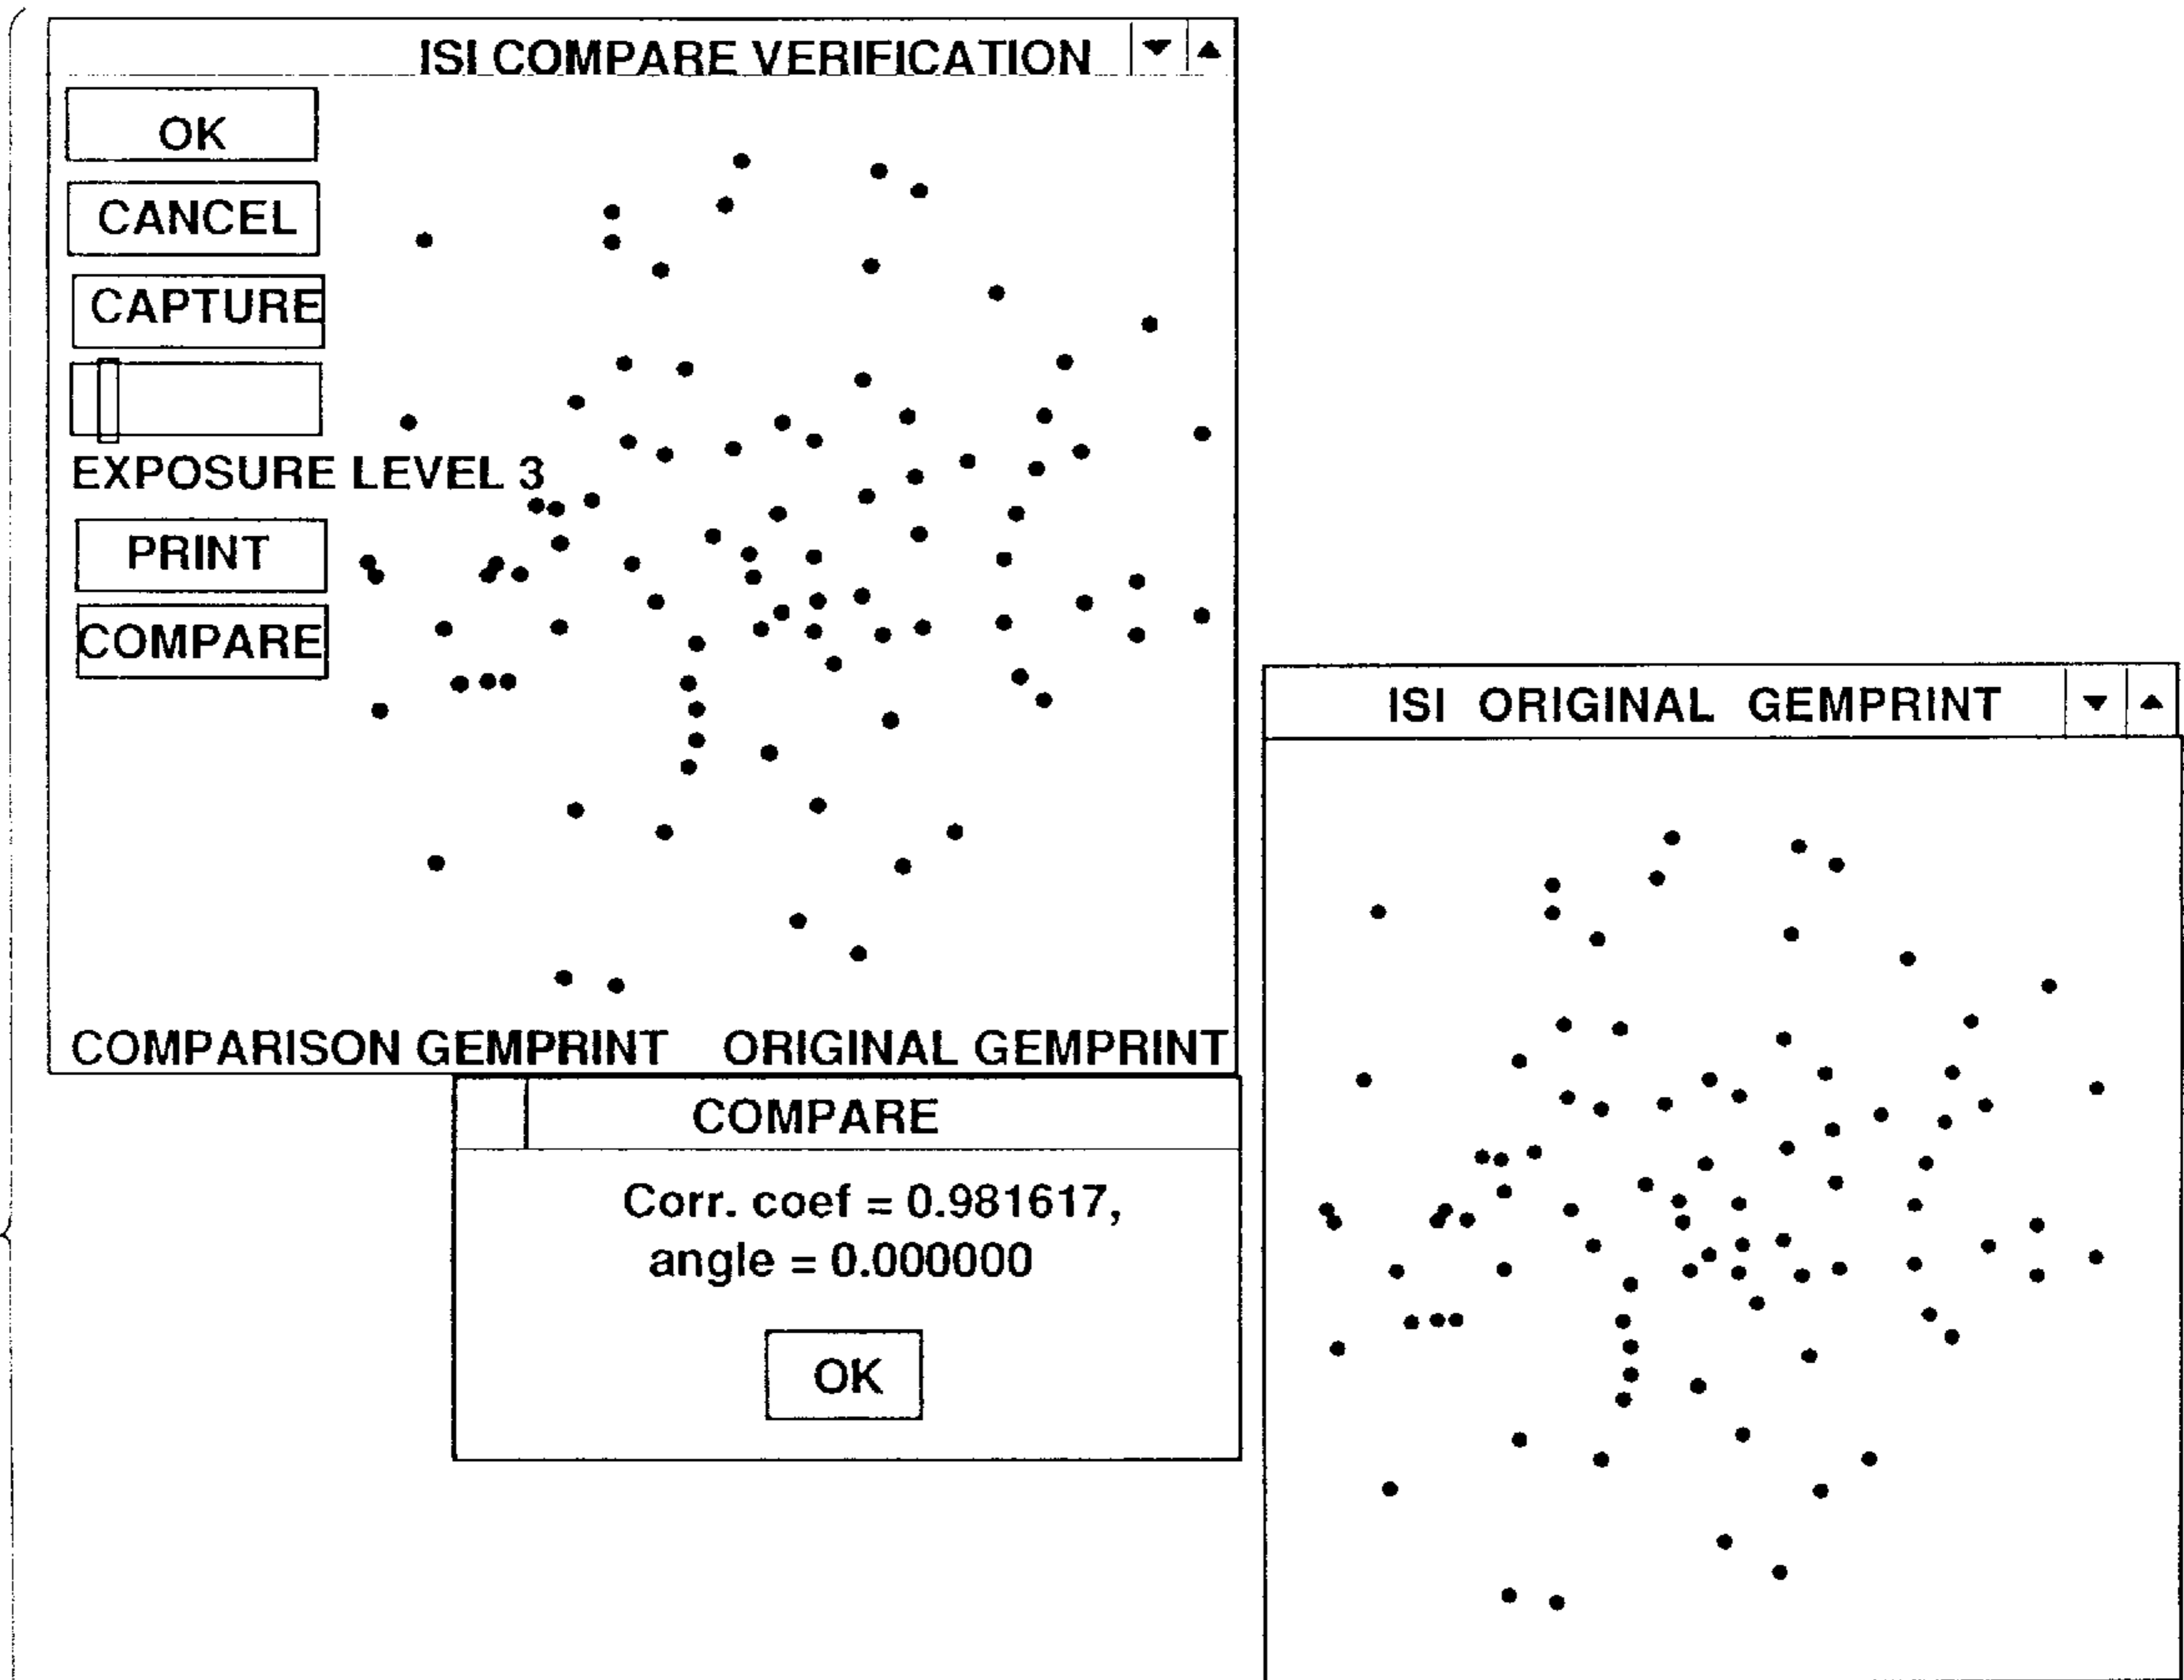 ISI COMPARE VERIFICATION
OK
CANCEL
CAPTURE
EXPOSURE LEVEL 3
PRINT
COMPARE
COMPARISON GEMPRINT ORIGINAL GEMPRINT
COMPARE
Corr. coef = 0.981617,
angle = 0.000000
OK
ISI ORIGINAL GEMPRINT